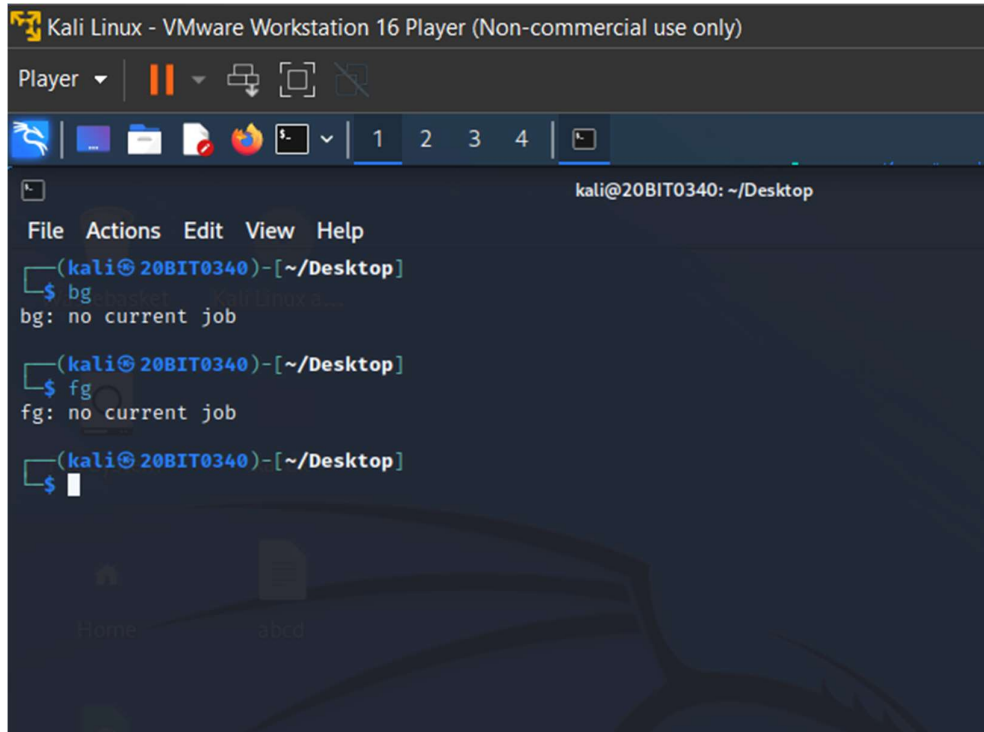 Kali Linux - VMware Workstation 16 Player (Non-commercial use only)
Player
1 2 3 4
kali@20BIT0340: ~/Desktop
File Actions Edit View Help
┌──(kali㉿20BIT0340)-[~/Desktop]
└─$ bg
Kali Linux a...
bg: no current job
┌──(kali㉿20BIT0340)-[~/Desktop]
└─$ fg
fg: no current job
┌──(kali㉿20BIT0340)-[~/Desktop]
└─$
Home abcd